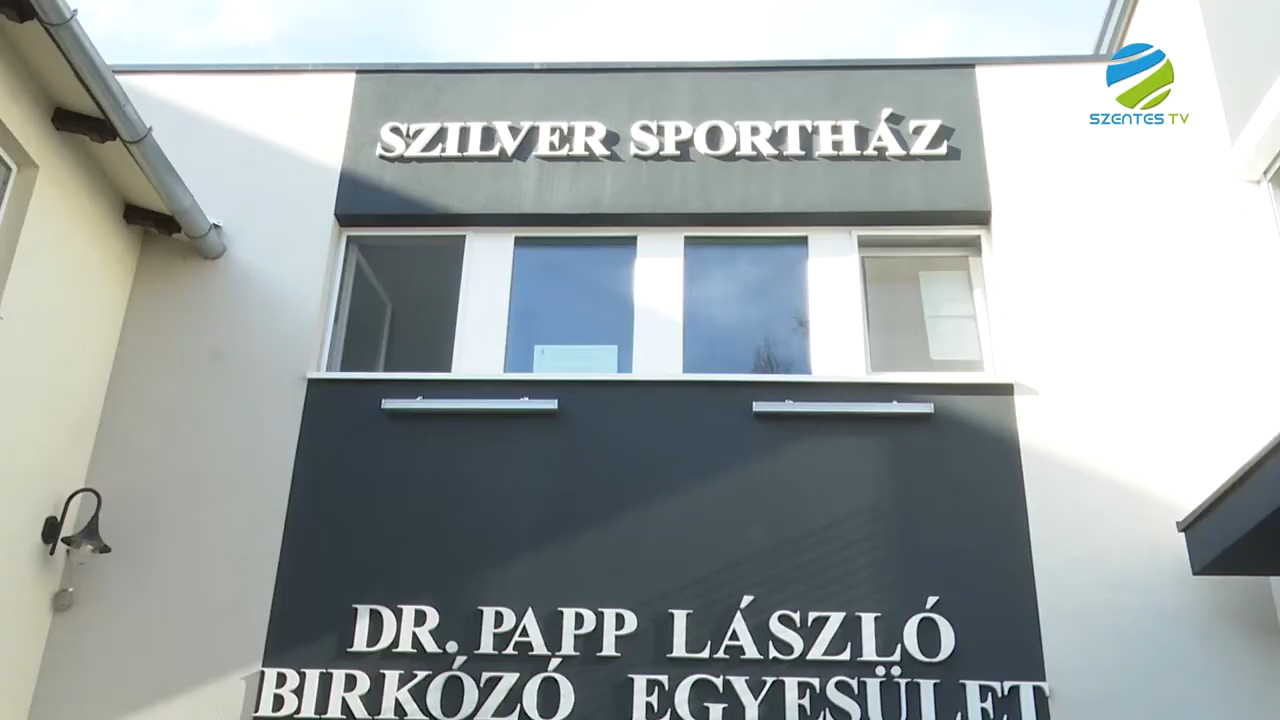 SZILVER SPORTHÁZ
SZENTES TV
DR. PAPP LÁSZLÓ
BIRKÓZÓ EGYESÜLET